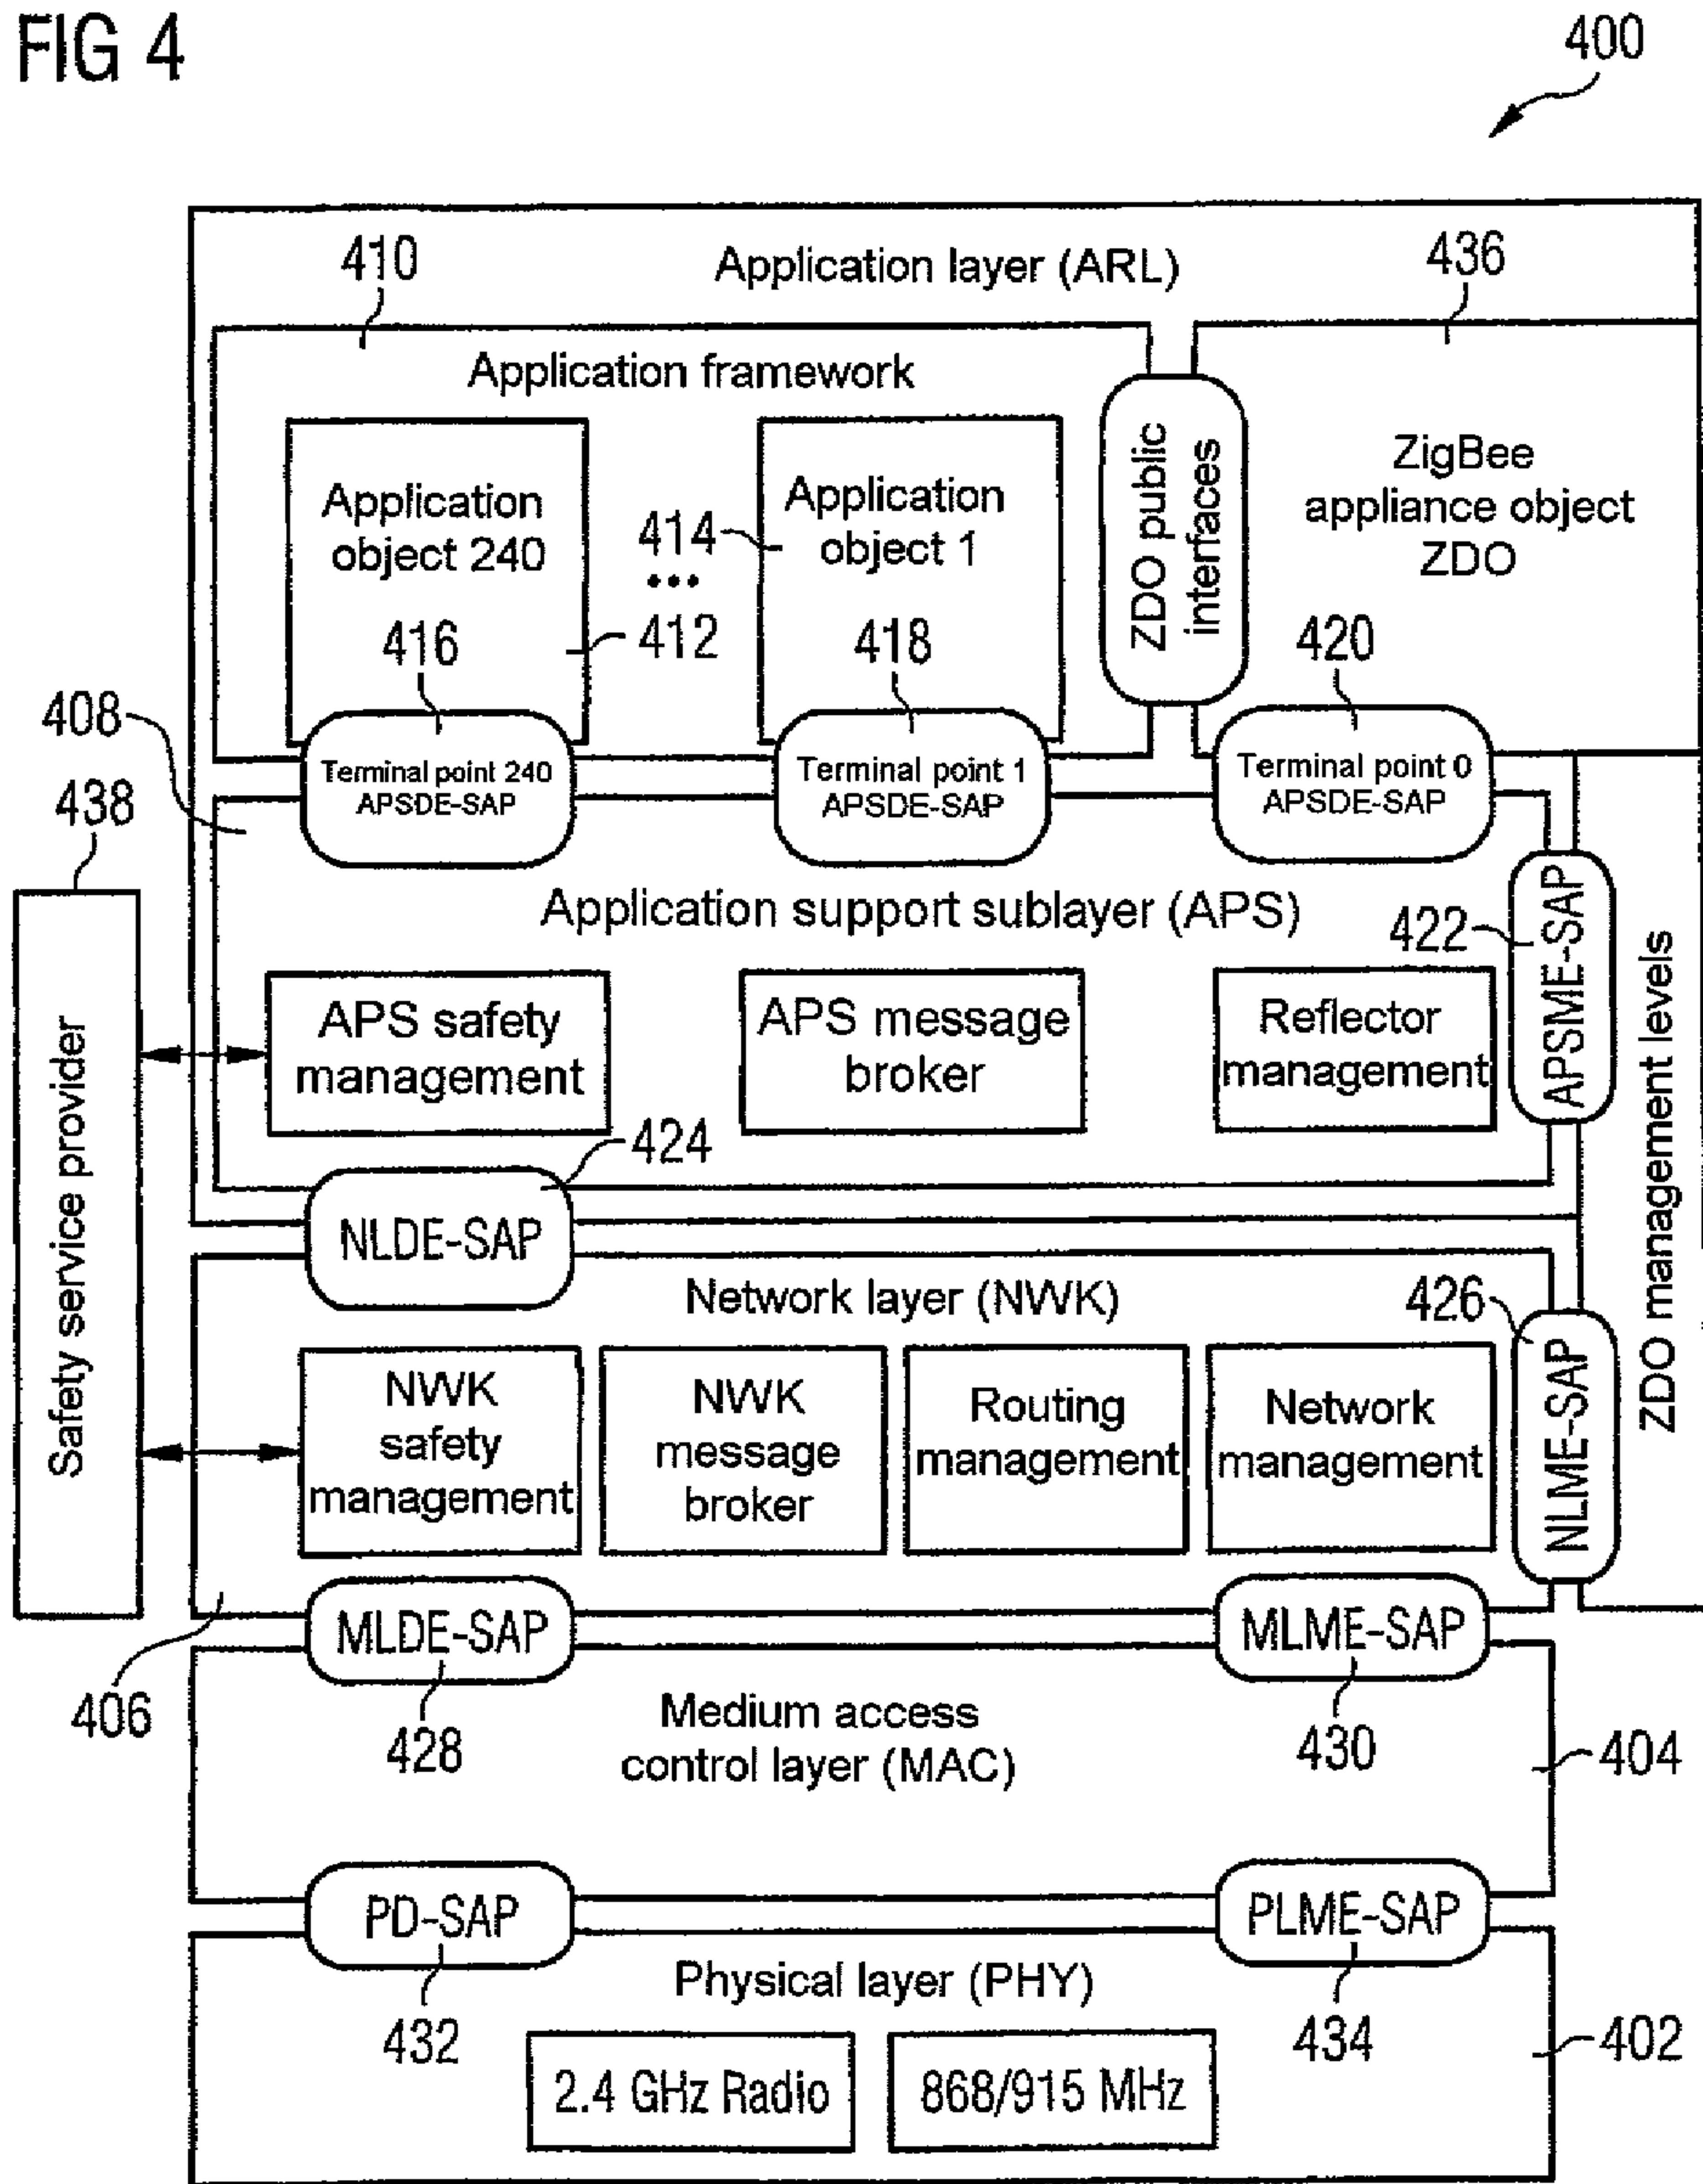 FIG 4
400
Application layer (ARL)
410
436
Application framework
Application
object 240
414
412
Application
object 1
ZDO public
interfaces
ZigBee
appliance object
ZDO
416
418
420
408
Terminal point 240
APSDE-SAP
Terminal point 1
APSDE-SAP
Terminal point 0
APSDE-SAP
438
Safety service provider
Application support sublayer (APS)
422
APSME-SAP
ZDO management levels
APS safety
management
APS message
broker
Reflector
management
424
NLDE-SAP
Network layer (NWK)
426
NLME-SAP
NWK
safety
management
NWK
message
broker
Routing
management
Network
management
MLDE-SAP
MLME-SAP
406
428
Medium access
control layer (MAC)
430
404
PD-SAP
PLME-SAP
432
Physical layer (PHY)
434
402
2.4 GHz Radio
868/915 MHz